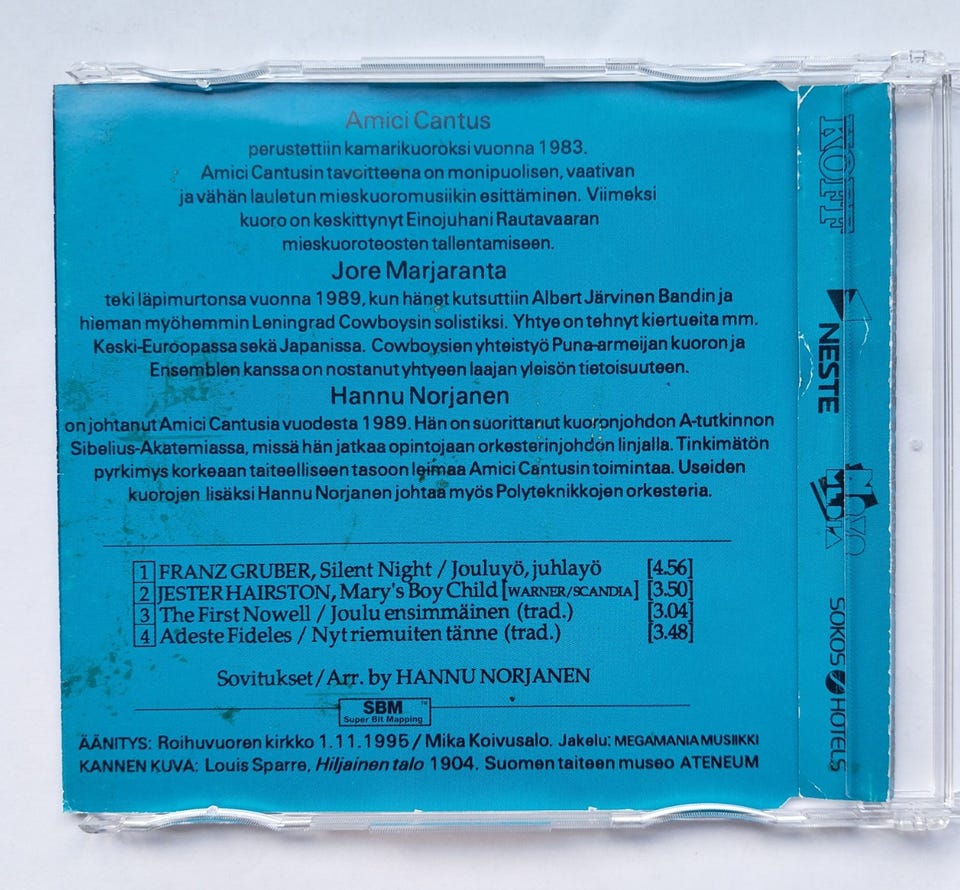 Amici Cantus
perustettiin kamarikuoroksi vuonna 1983.
Amici Cantusin tavoitteena on monipuolisen, vaativan
ja vähän lauletun mieskuoromusiikin esittäminen. Viimeksi
kuoro on keskittynyt Einojuhani Rautavaaran
mieskuoroteosten tallentamiseen.
Jore Marjaranta
teki läpimurtonsa vuonna 1989, kun hänet kutsuttiin Albert Järvinen Bandin ja
hieman myöhemmin Leningrad Cowboysin solistiksi. Yhtye on tehnyt kiertueita mm.
Keski-Euroopassa sekä Japanissa. Cowboysien yhteistyö Puna-armeijan kuoron ja
Ensemblen kanssa on nostanut yhtyeen laajan yleisön tietoisuuteen.
Hannu Norjanen
on johtanut Amici Cantusia vuodesta 1989. Hän on suorittanut kuoronjohdon A-tutkinnon
Sibelius-Akatemiassa, missä hän jatkaa opintojaan orkesterinjohdon linjalla. Tinkimätön
pyrkimys korkeaan taiteelliseen tasoon leimaa Amici Cantusin toimintaa. Useiden
kuorojen lisäksi Hannu Norjanen johtaa myös Polyteknikkojen orkesteria.
1 FRANZ GRUBER, Silent Night / Jouluyö, juhlayö [4.56]
2 JESTER HAIRSTON, Mary's Boy Child [WARNER/SCANDIA] [3.50]
3 The First Nowell / Joulu ensimmäinen (trad.) [3.04]
4 Adeste Fideles / Nyt riemuiten tänne (trad.) [3.48]
Sovitukset/Arr. by HANNU NORJANEN
SBM
Super Bit Mapping
ÄÄNITYS: Roihuvuoren kirkko 1.11.1995 / Mika Koivusalo. Jakelu: MEGAMANIA MUSIIKKI
KANNEN KUVA: Louis Sparre, Hiljainen talo 1904. Suomen taiteen museo ATENEUM
KOFF
NESTE
SOKOS HOTELS